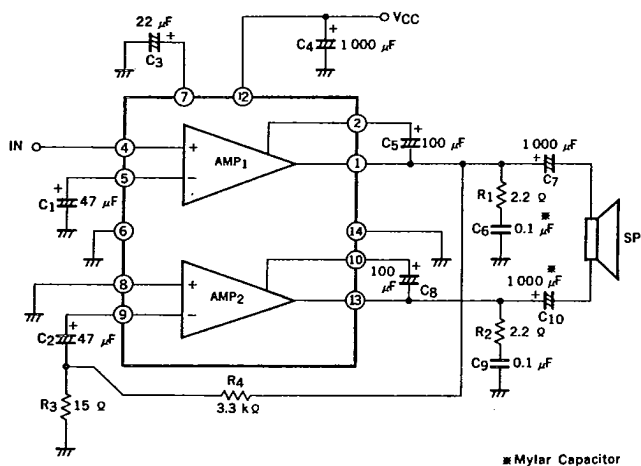 22 μF
C3
C4
1 000 μF
VCC
7
12
IN
4
5
6
8
9
AMP1
AMP2
2
1
14
10
13
C1
47 μF
C2
47 μF
R3
15 Ω
R4
3.3 kΩ
C5
100 μF
100
μF
C8
R1
2.2 Ω
C6
※
0.1 μF
R2
2.2 Ω
C9
0.1 μF
1 000 μF
C7
※
1 000 μF
C10
SP
※Mylar Capacitor